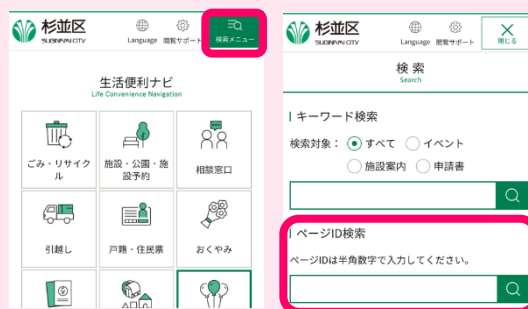 杉並区
SUGINAMI CITY
Language
閲覧サポート
検索メニュー
生活便利ナビ
Life Convenience Navigation
ごみ・リサイクル
施設・公園・施設予約
相談窓口
引越し
戸籍・住民票
おくやみ
杉並区
SUGINAMI CITY
Language
閲覧サポート
閉じる
検索
Search
キーワード検索
検索対象：
すべて
イベント
施設案内
申請書
ページID検索
ページIDは半角数字で入力してください。